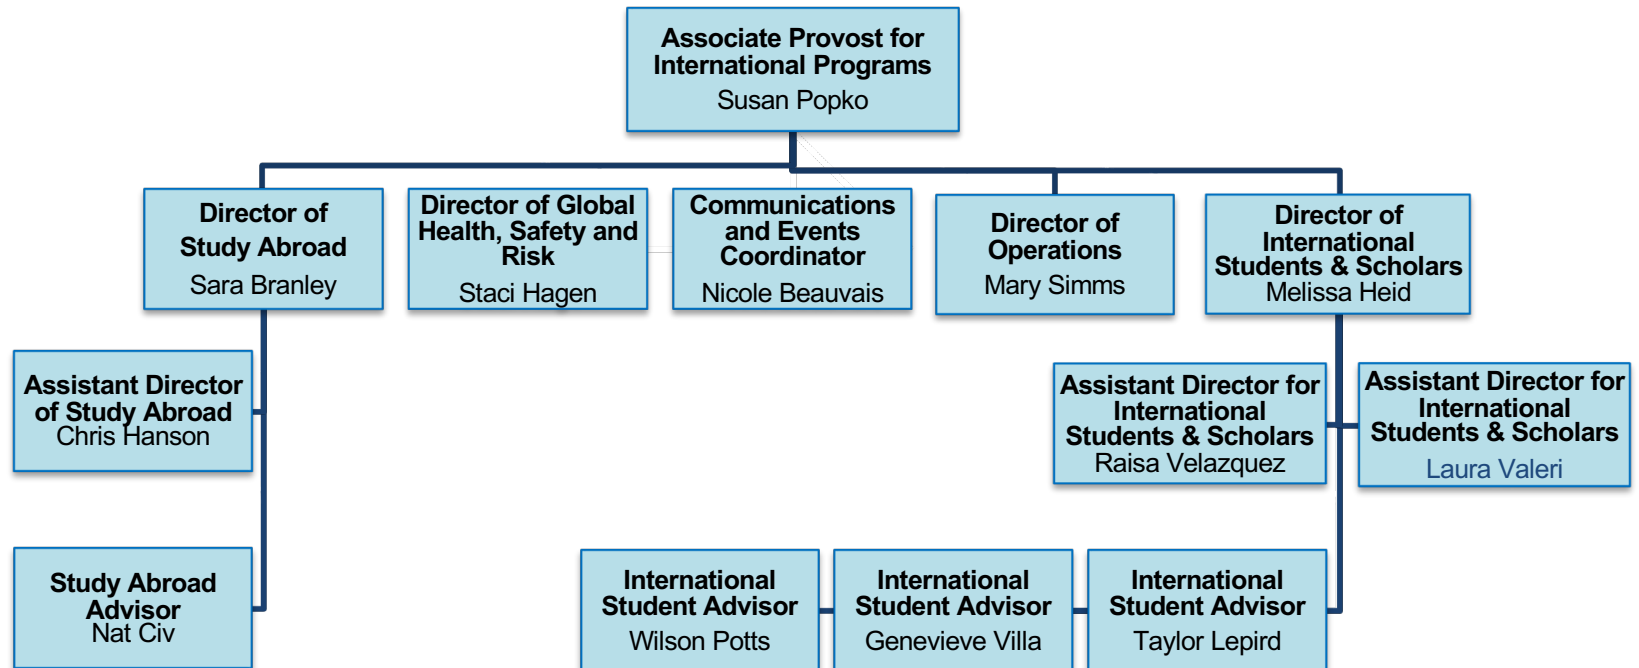 Associate Provost for
International Programs
Susan Popko
Director of
Study Abroad
Sara Branley
Director of Global
Health, Safety and
Risk
Staci Hagen
Communications
and Events
Coordinator
Nicole Beauvais
Director of
Operations
Mary Simms
Director of
International
Students & Scholars
Melissa Heid
Assistant Director
of Study Abroad
Chris Hanson
Assistant Director for
International
Students & Scholars
Raisa Velazquez
Assistant Director for
International
Students & Scholars
Laura Valeri
Study Abroad
Advisor
Nat Civ
International
Student Advisor
Wilson Potts
International
Student Advisor
Genevieve Villa
International
Student Advisor
Taylor Lepird